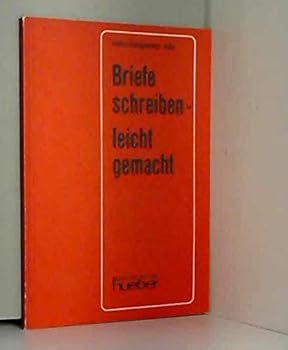 Briefe
schreiben-
leicht
gemacht
hueber